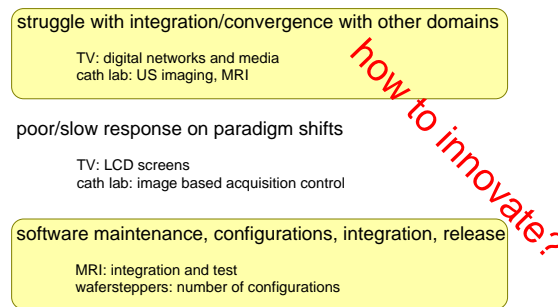 struggle with integration/convergence with other domains
TV: digital networks and media
cath lab: US imaging, MRI
how to innovate?
poor/slow response on paradigm shifts
TV: LCD screens
cath lab: image based acquisition control
software maintenance, configurations, integration, release
MRI: integration and test
wafersteppers: number of configurations